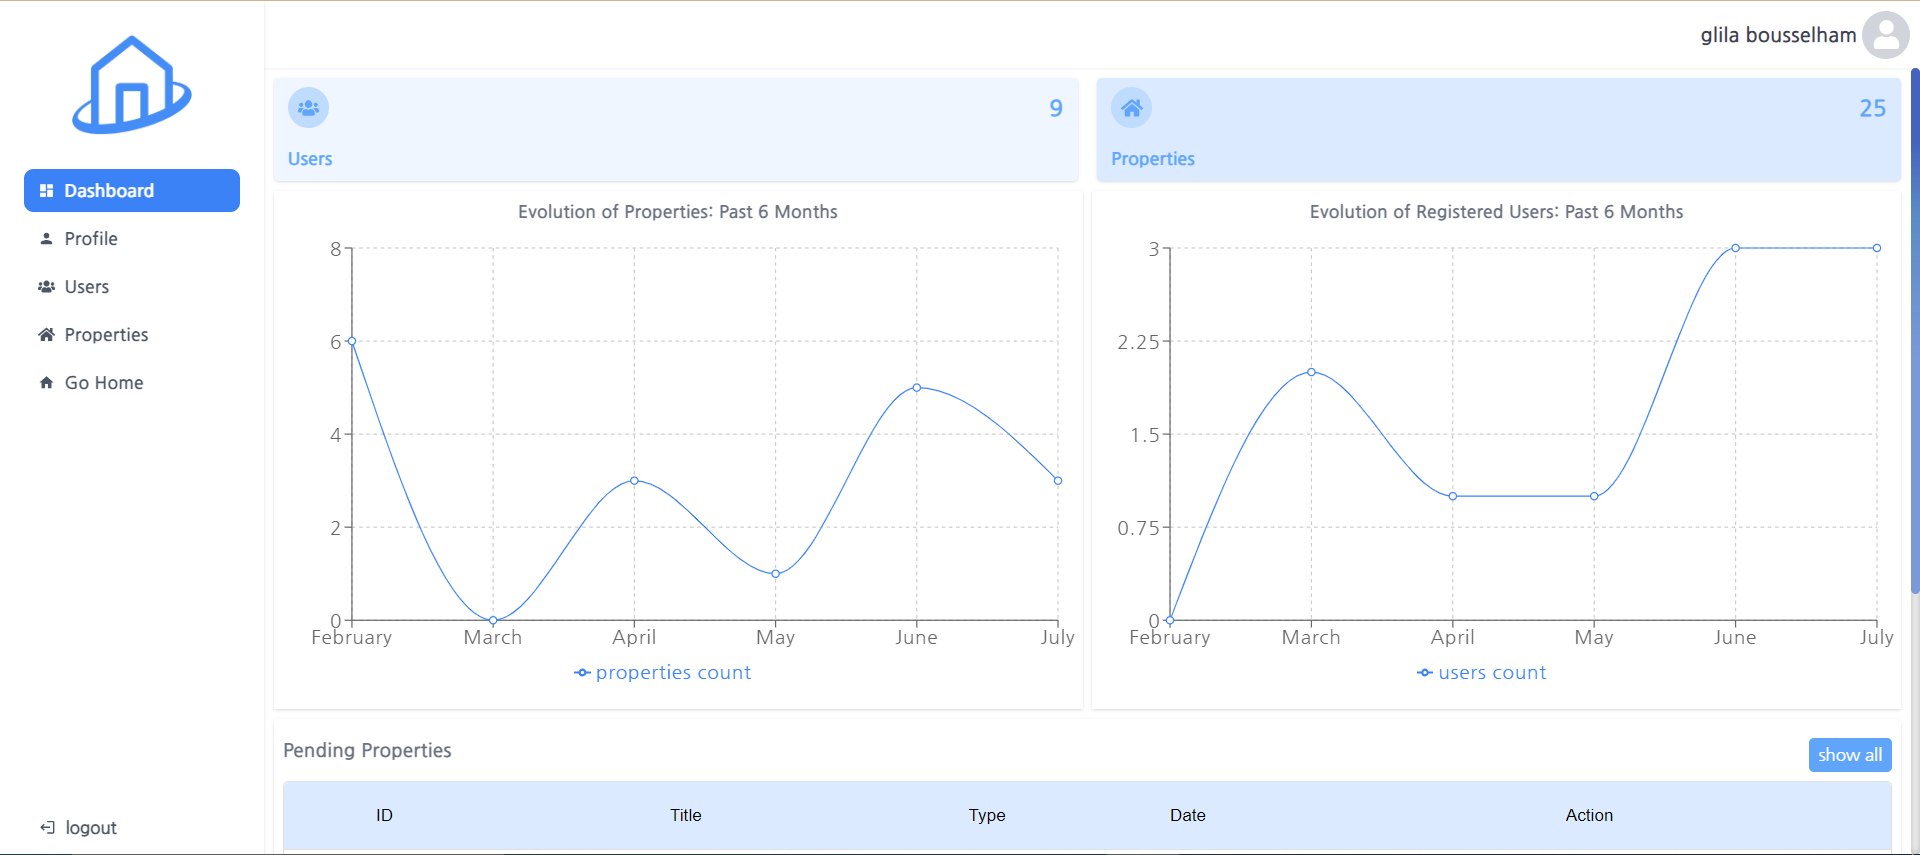 glila bousselham
Dashboard
Profile
Users
Properties
Go Home
logout
9
Users
25
Properties
Evolution of Properties: Past 6 Months
8
6
4
2
0
February March April May June July
properties count
Evolution of Registered Users: Past 6 Months
3
2.25
1.5
0.75
0
February March April May June July
users count
Pending Properties
show all
ID Title Type Date Action